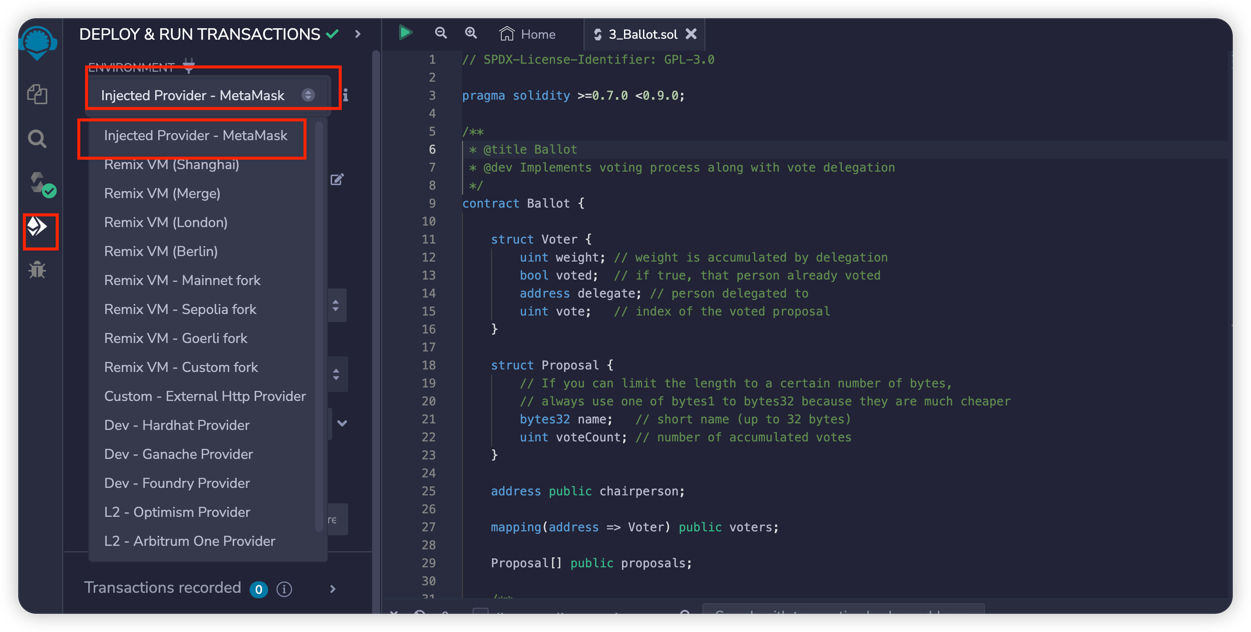 DEPLOY & RUN TRANSACTIONS
ENVIRONMENT
Injected Provider - MetaMask
Injected Provider - MetaMask
Remix VM (Shanghai)
Remix VM (Merge)
Remix VM (London)
Remix VM (Berlin)
Remix VM - Mainnet fork
Remix VM - Sepolia fork
Remix VM - Goerli fork
Remix VM - Custom fork
Custom - External Http Provider
Dev - Hardhat Provider
Dev - Ganache Provider
Dev - Foundry Provider
L2 - Optimism Provider
L2 - Arbitrum One Provider
Transactions recorded 0
Home
3_Ballot.sol
1 // SPDX-License-Identifier: GPL-3.0
2
3 pragma solidity >=0.7.0 <0.9.0;
4
5 /**
6 * @title Ballot
7 * @dev Implements voting process along with vote delegation
8 */
9 contract Ballot {
10
11 struct Voter {
12 uint weight; // weight is accumulated by delegation
13 bool voted; // if true, that person already voted
14 address delegate; // person delegated to
15 uint vote; // index of the voted proposal
16 }
17
18 struct Proposal {
19 // If you can limit the length to a certain number of bytes,
20 // always use one of bytes1 to bytes32 because they are much cheaper
21 bytes32 name; // short name (up to 32 bytes)
22 uint voteCount; // number of accumulated votes
23 }
24
25 address public chairperson;
26
27 mapping(address => Voter) public voters;
28
29 Proposal[] public proposals;
30
31 /**